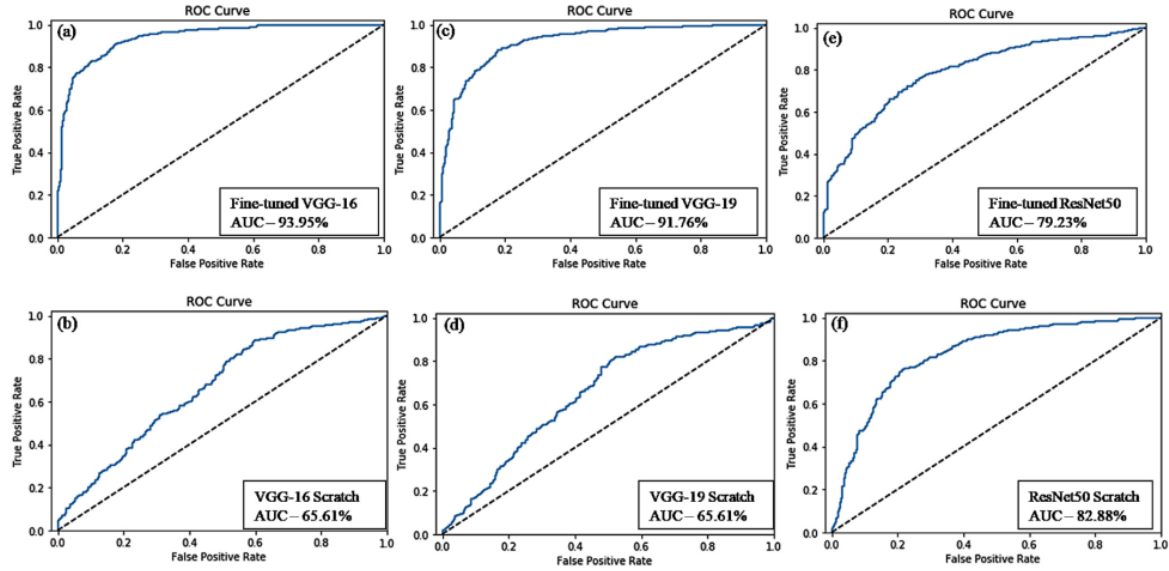 ROC Curve
(a)
1.0
0.8
0.6
0.4
0.2
0.0
True Positive Rate
Fine-tuned VGG-16
AUC – 93.95%
0.0 0.2 0.4 0.6 0.8 1.0
False Positive Rate
ROC Curve
(c)
1.0
0.8
0.6
0.4
0.2
0.0
True Positive Rate
Fine-tuned VGG-19
AUC – 91.76%
0.0 0.2 0.4 0.6 0.8 1.0
False Positive Rate
ROC Curve
(e)
1.0
0.8
0.6
0.4
0.2
0.0
True Positive Rate
Fine-tuned ResNet50
AUC – 79.23%
0.0 0.2 0.4 0.6 0.8 1.0
False Positive Rate
ROC Curve
(b)
1.0
0.8
0.6
0.4
0.2
0.0
True Positive Rate
VGG-16 Scratch
AUC – 65.61%
0.0 0.2 0.4 0.6 0.8 1.0
False Positive Rate
ROC Curve
(d)
1.0
0.8
0.6
0.4
0.2
0.0
True Positive Rate
VGG-19 Scratch
AUC – 65.61%
0.0 0.2 0.4 0.6 0.8 1.0
False Positive Rate
ROC Curve
(f)
1.0
0.8
0.6
0.4
0.2
0.0
True Positive Rate
ResNet50 Scratch
AUC – 82.88%
0.0 0.2 0.4 0.6 0.8 1.0
False Positive Rate